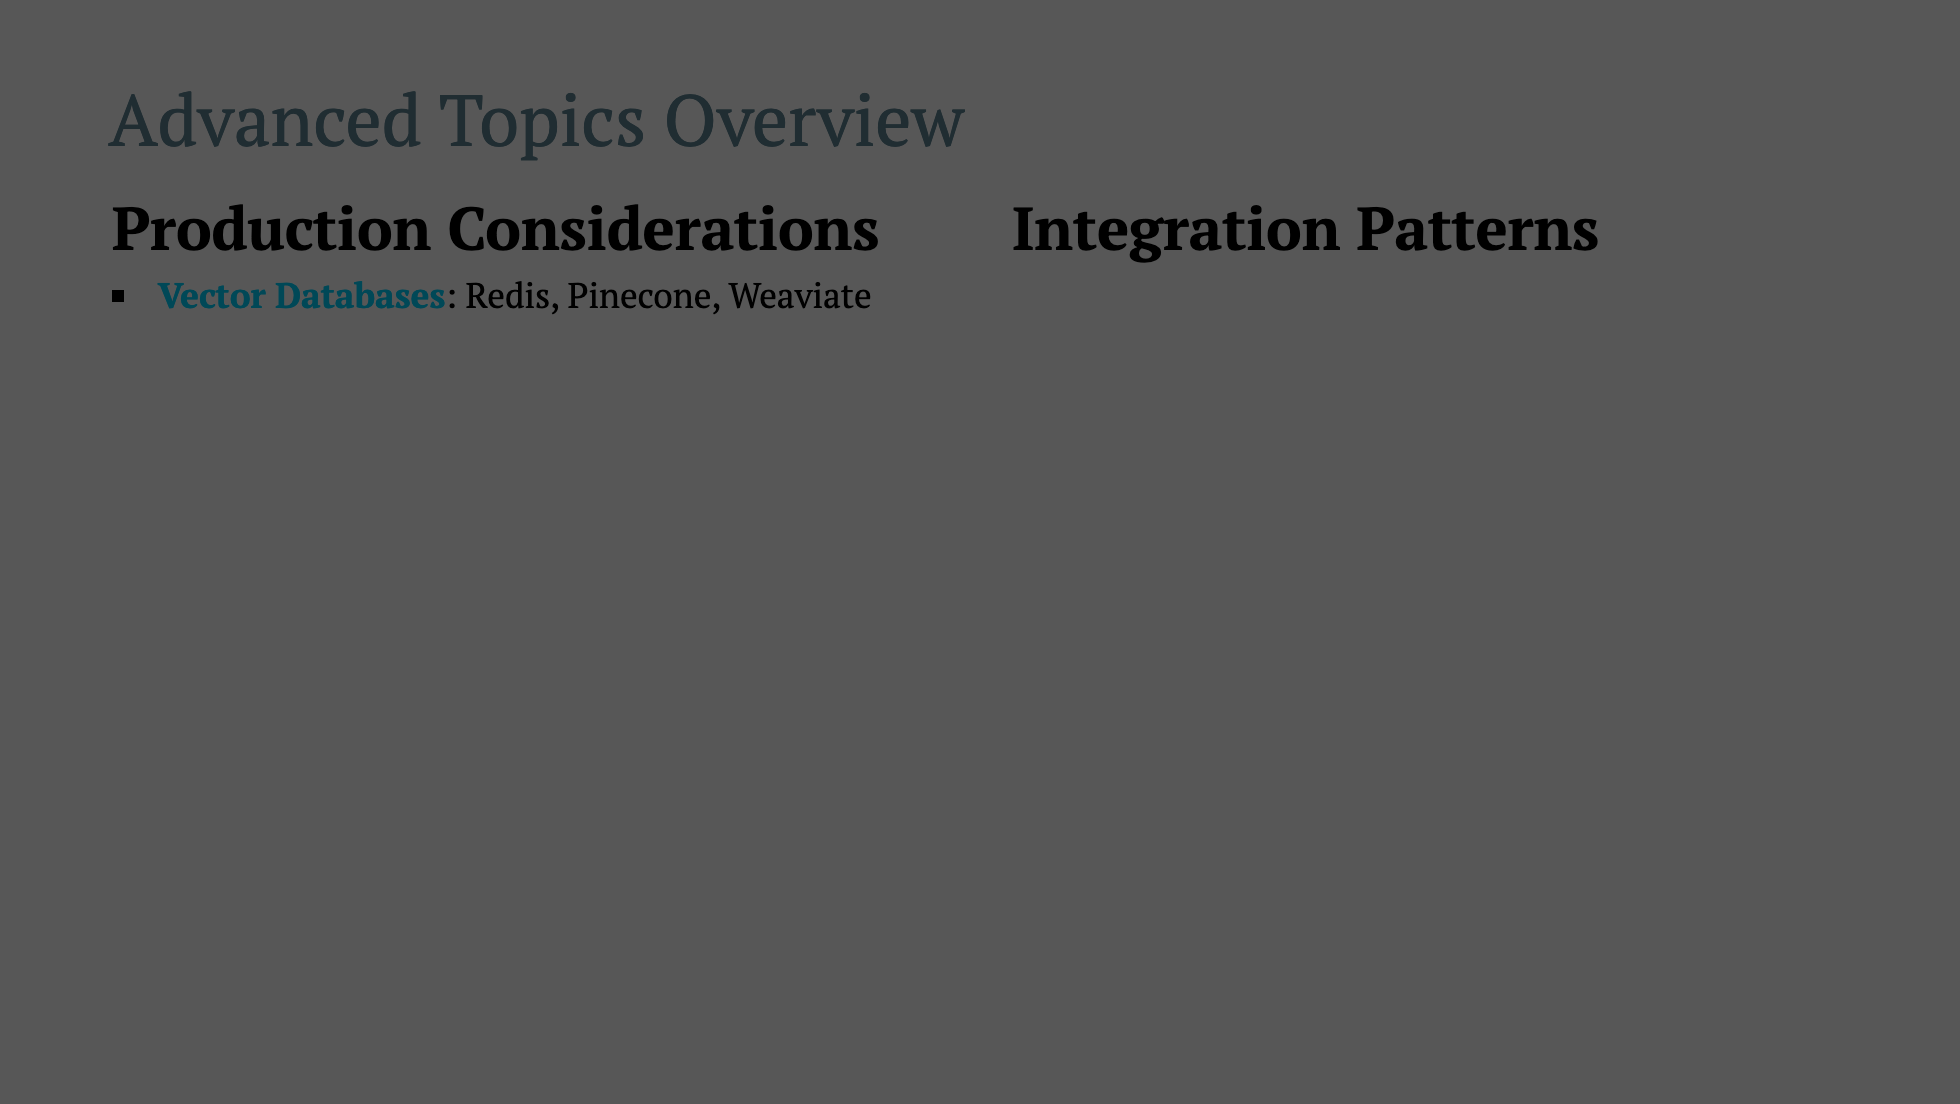 Advanced Topics Overview
Production Considerations
▪ Vector Databases: Redis, Pinecone, Weaviate
Integration Patterns